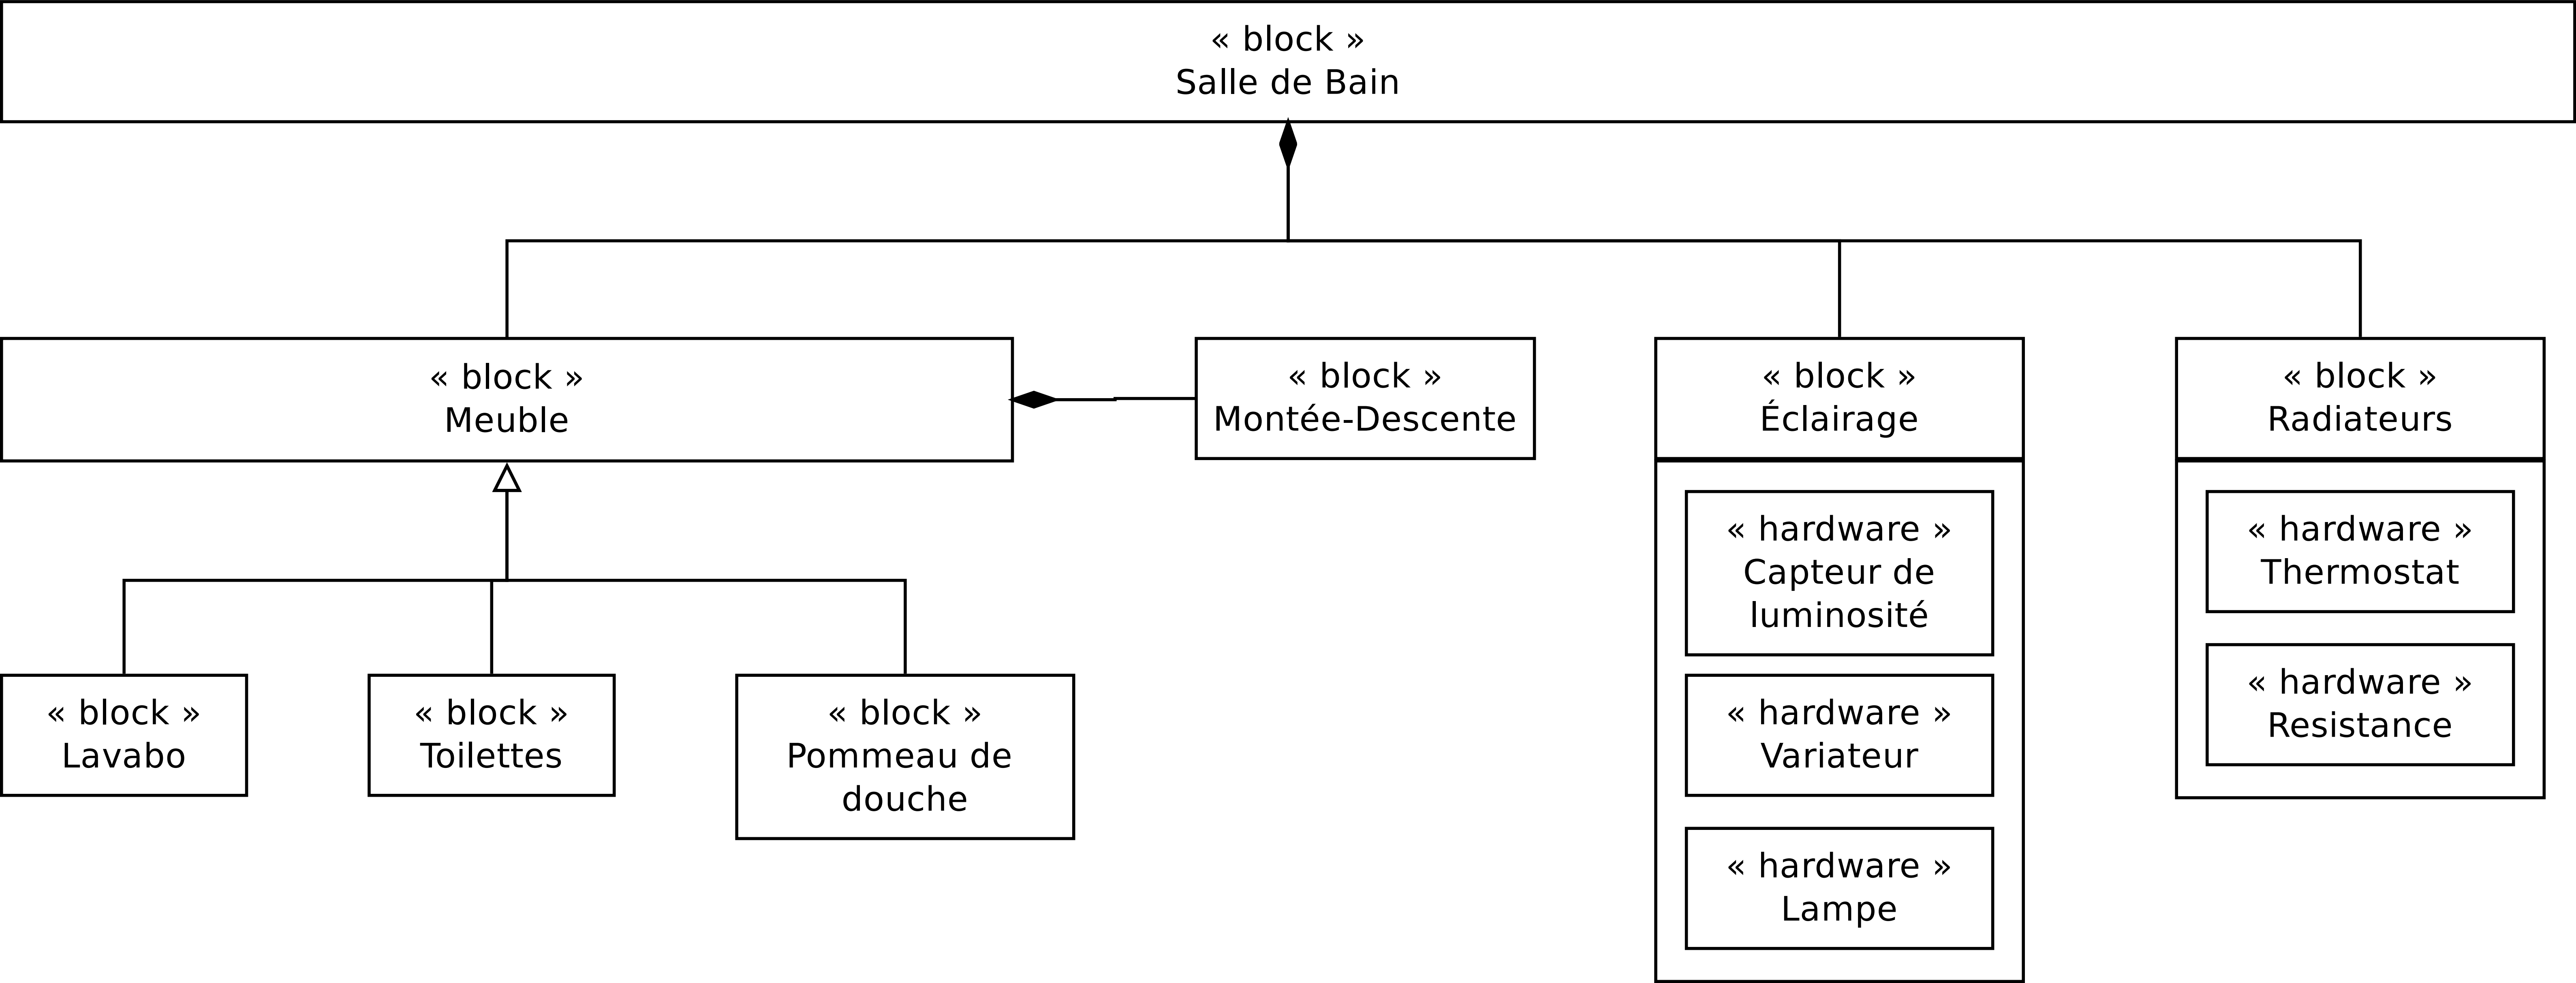 « block »
Salle de Bain
« block »
Meuble
« block »
Montée-Descente
« block »
Éclairage
« block »
Radiateurs
« hardware »
Capteur de
luminosité
« hardware »
Thermostat
« hardware »
Resistance
« block »
Lavabo
« block »
Toilettes
« block »
Pommeau de
douche
« hardware »
Variateur
« hardware »
Lampe